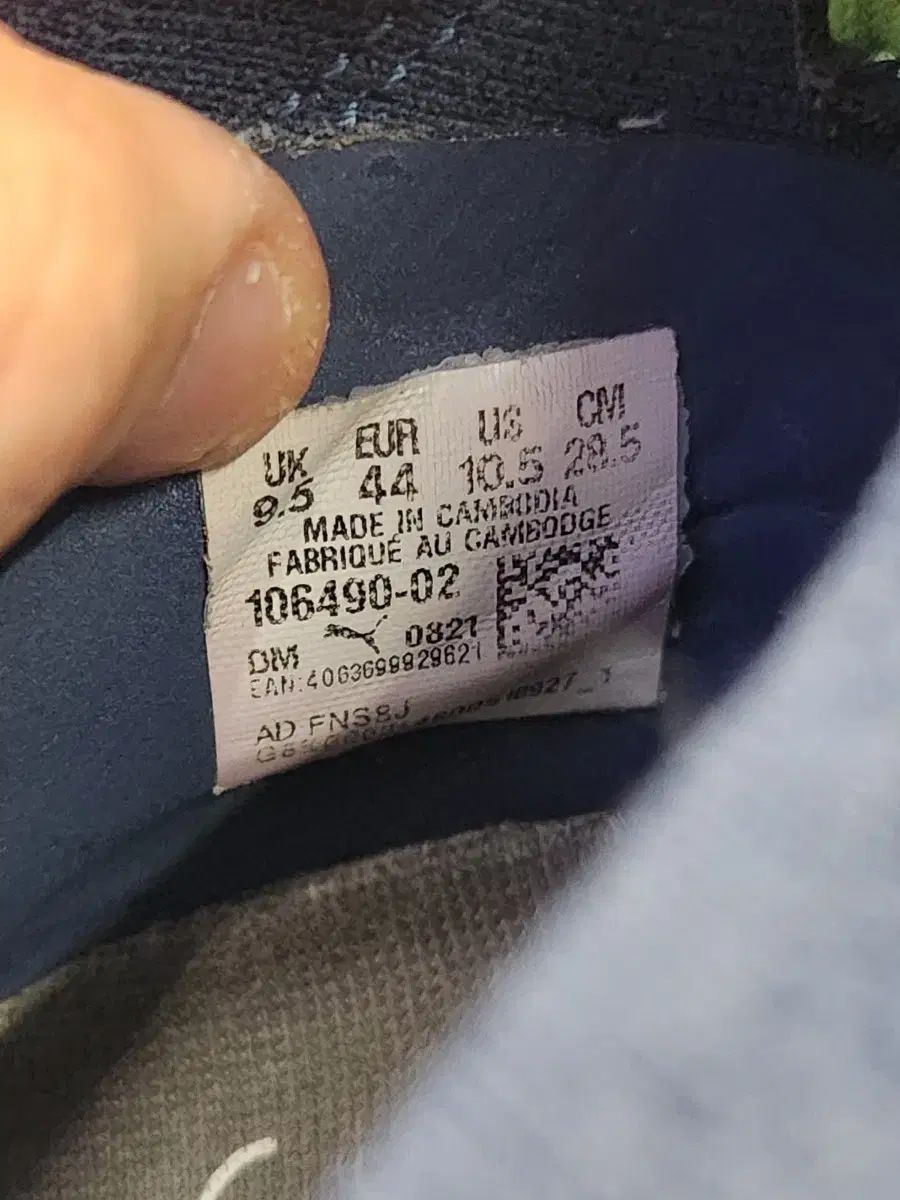 UK EUR US CM
9.5 44 10.5 28.5
MADE IN CAMBODIA
FABRIQUÉ AU CAMBODGE
106490-02
DM 0821
EAN:4063699929621
AD FNS8J